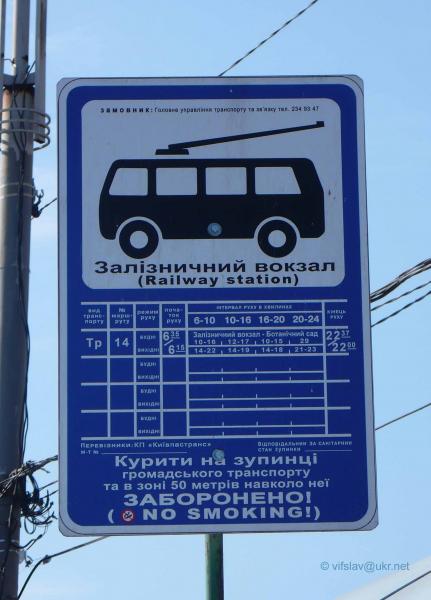 ЗАМОВНИК: Головне управління транспорту та зв'язку тел. 234 93 47
Залізничний вокзал
(Railway station)
вид транспорту № маршруту режим руху початок руху ІНТЕРВАЛ РУХУ В ХВИЛИНАХ кінець руху
6-10 10-16 16-20 20-24
Залізничний вокзал - Ботанічний сад
Тр 14 БУДНІ 6 35 10-16 12-17 10-15 29 22 37
ВИХІДНІ 6 15 14-22 14-19 14-18 21-23 22 00
БУДНІ
ВИХІДНІ
БУДНІ
ВИХІДНІ
БУДНІ
ВИХІДНІ
Перевізники: КП «Київпастранс» ВІДПОВІДАЛЬНИЙ ЗА САНІТАРНИЙ
М-Т № СТАН ЗУПИНКИ
Курити на зупинці
громадського транспорту
та в зоні 50 метрів навколо неї
ЗАБОРОНЕНО!
( NO SMOKING!)
© vifslav@ukr.net